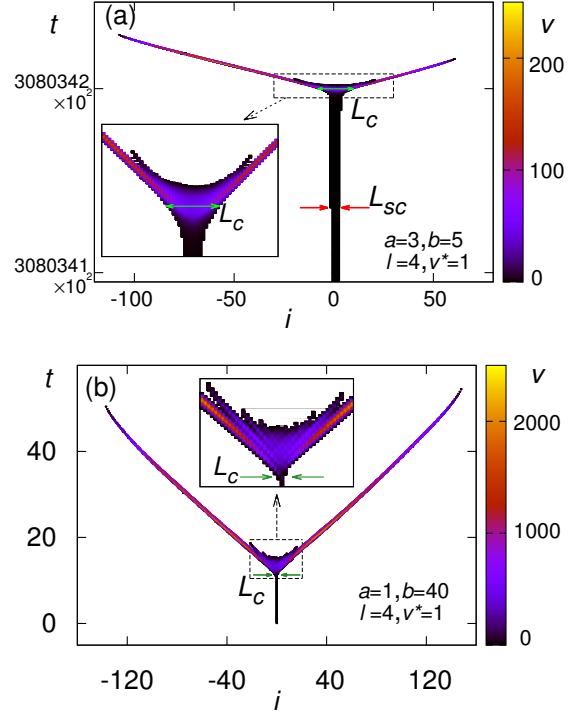 (a)
t
v
3080342
×10²
3080341
×10²
200
100
0
L_c
L_c
L_sc
a=3,b=5
l=4,v*=1
-100
-50
0
50
i
(b)
t
v
40
20
0
2000
1000
0
L_c
L_c
a=1,b=40
l=4,v*=1
-120
-40
40
120
i